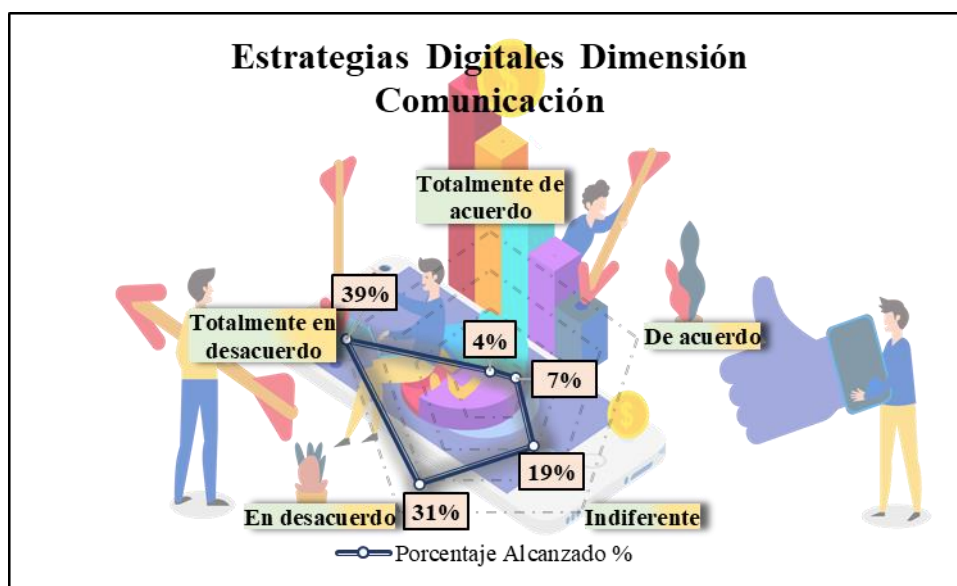 Estrategias Digitales Dimensión
Comunicación
Totalmente de
acuerdo
39%
Totalmente en
desacuerdo
4%
De acuerdo
7%
19%
31%
En desacuerdo
Indiferente
Porcentaje Alcanzado %